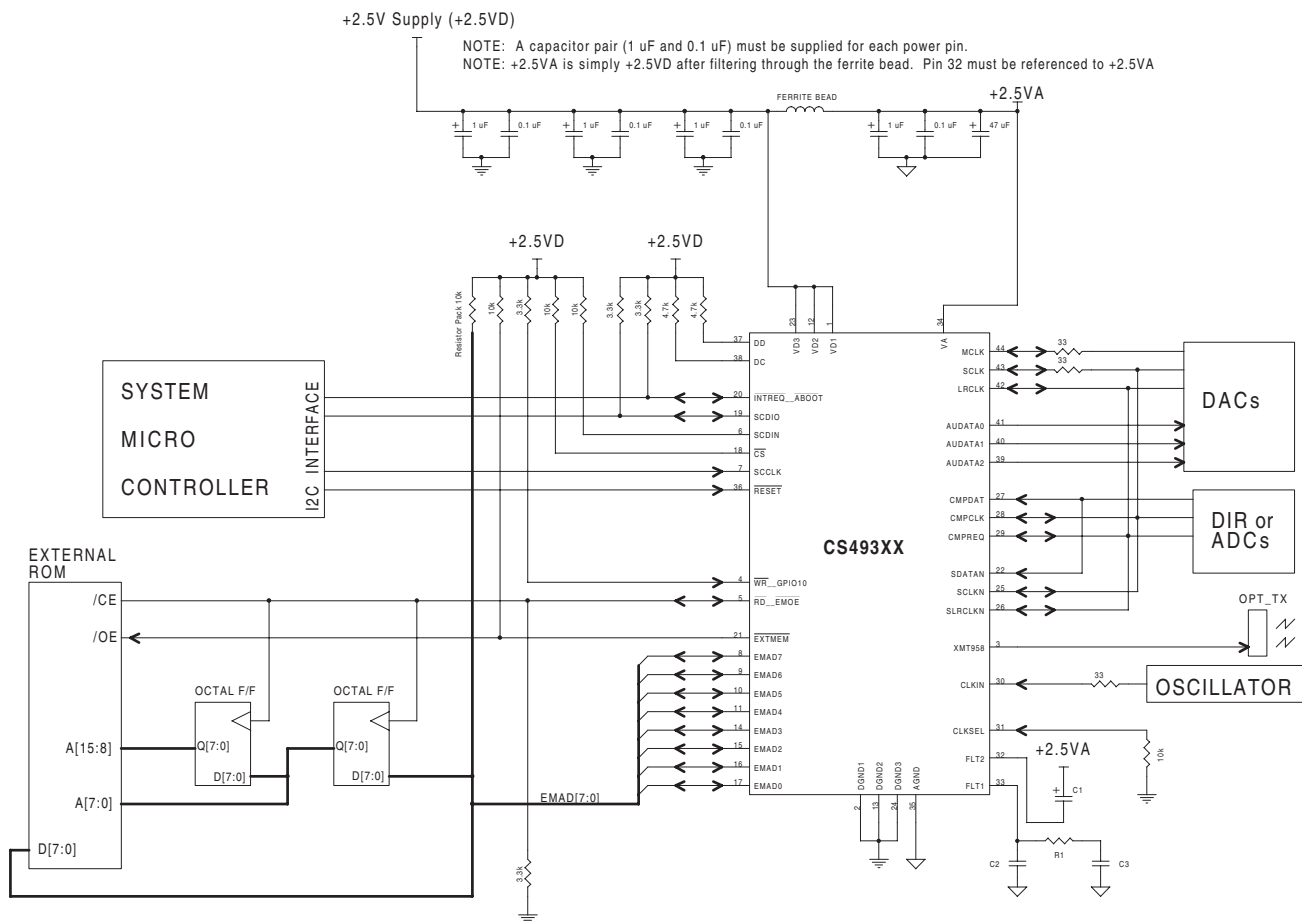 +2.5V Supply (+2.5VD)
NOTE: A capacitor pair (1 uF and 0.1 uF) must be supplied for each power pin.
NOTE: +2.5VA is simply +2.5VD after filtering through the ferrite bead. Pin 32 must be referenced to +2.5VA
FERRITE BEAD
+2.5VA
+ 1 uF
0.1 uF
+ 1 uF
0.1 uF
+ 1 uF
0.1 uF
+ 1 uF
0.1 uF
+ 47 uF
+2.5VD
+2.5VD
Resistor Pack 10k
10k
3.3k
10k
10k
3.3k
3.3k
4.7k
4.7k
23
12
1
34
VD3
VD2
VD1
VA
SYSTEM
MICRO
CONTROLLER
I2C INTERFACE
37 DD
38 DC
20 INTREQ__ABOOT
19 SCDIO
6 SCDIN
18 CS
7 SCCLK
36 RESET
4 WR__GPIO10
5 RD__EMOE
21 EXTMEM
8 EMAD7
9 EMAD6
10 EMAD5
11 EMAD4
14 EMAD3
15 EMAD2
16 EMAD1
17 EMAD0
CS493XX
MCLK 44
33
SCLK 43
33
LRCLK 42
AUDATA0 41
AUDATA1 40
AUDATA2 39
DACs
CMPDAT 27
CMPCLK 28
CMPREQ 29
DIR or
ADCs
SDATAN 22
SCLKN 25
SLRCLKN 26
OPT_TX
XMT958 3
CLKIN 30
33
OSCILLATOR
CLKSEL 31
10k
FLT2 32
+2.5VA
+ C1
FLT1 33
C2
R1
C3
DGND1
DGND2
DGND3
AGND
2
13
24
35
EXTERNAL
ROM
/CE
/OE
OCTAL F/F
OCTAL F/F
A[15:8]
Q[7:0]
D[7:0]
Q[7:0]
D[7:0]
A[7:0]
EMAD[7:0]
D[7:0]
3.3k